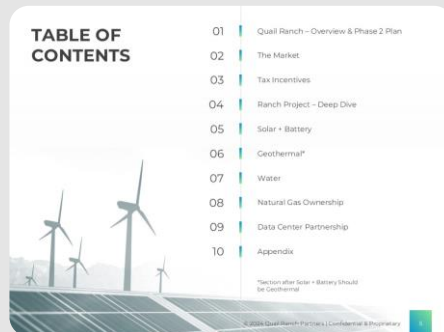 TABLE OF
CONTENTS
01 Quail Ranch – Overview & Phase 2 Plan
02 The Market
03 Tax Incentives
04 Ranch Project – Deep Dive
05 Solar + Battery
06 Geothermal*
07 Water
08 Natural Gas Ownership
09 Data Center Partnership
10 Appendix
*Section after Solar + Battery Should
be Geothermal
© 2024 Quail Ranch Partners | Confidential & Proprietary